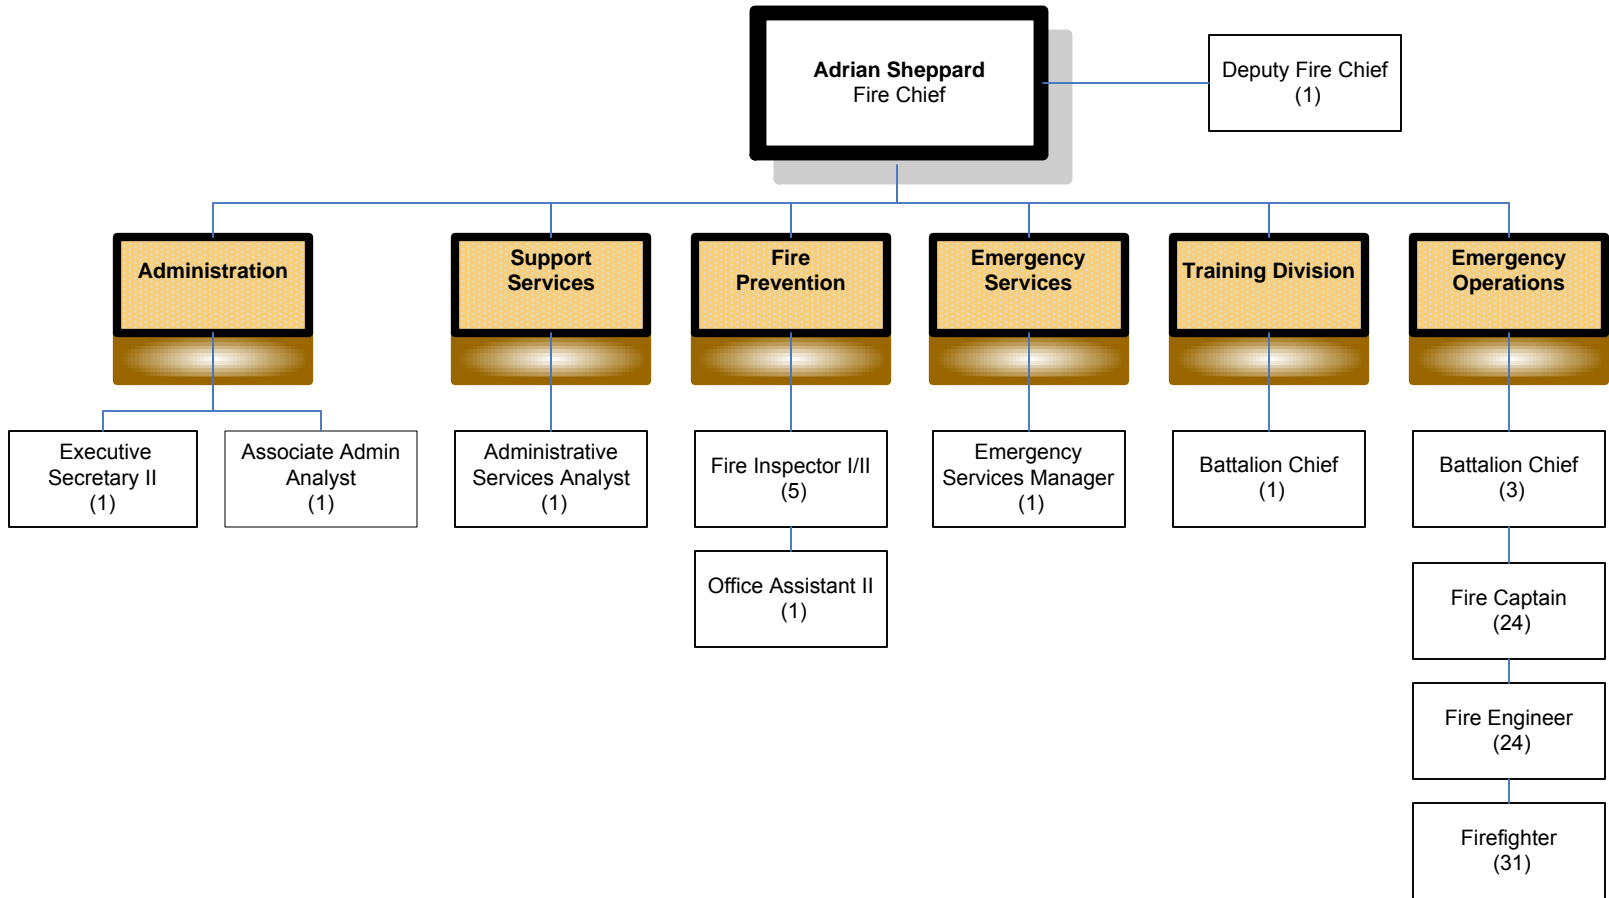 Adrian Sheppard
Fire Chief
Deputy Fire Chief
(1)
Administration
Support
Services
Fire
Prevention
Emergency
Services
Training Division
Emergency
Operations
Executive
Secretary II
(1)
Associate Admin
Analyst
(1)
Administrative
Services Analyst
(1)
Fire Inspector I/II
(5)
Office Assistant II
(1)
Emergency
Services Manager
(1)
Battalion Chief
(1)
Battalion Chief
(3)
Fire Captain
(24)
Fire Engineer
(24)
Firefighter
(31)